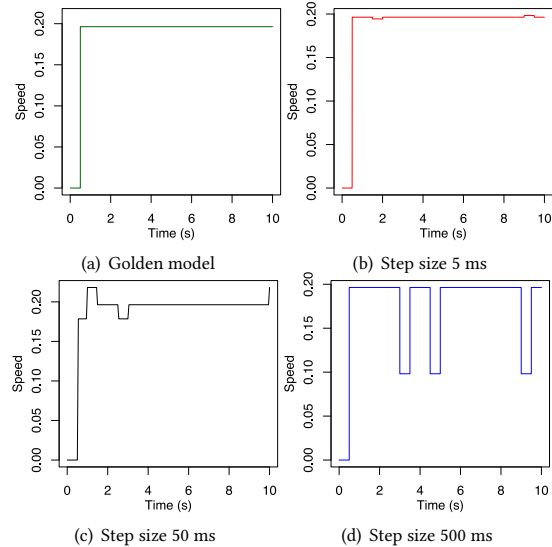 Speed
0.20
0.15
0.10
0.05
0.00
0 2 4 6 8 10
Time (s)
(a) Golden model
Speed
0.20
0.15
0.10
0.05
0.00
0 2 4 6 8 10
Time (s)
(b) Step size 5 ms
Speed
0.20
0.15
0.10
0.05
0.00
0 2 4 6 8 10
Time (s)
(c) Step size 50 ms
Speed
0.20
0.15
0.10
0.05
0.00
0 2 4 6 8 10
Time (s)
(d) Step size 500 ms